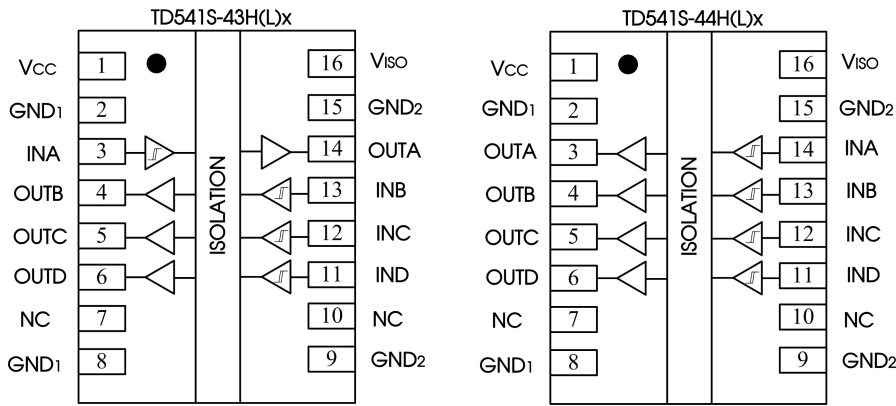 TD541S-43H(L)x
VCC 1 16 VISO
GND1 2 15 GND2
INA 3 14 OUTA
OUTB 4 13 INB
OUTC 5 12 INC
OUTD 6 11 IND
NC 7 10 NC
GND1 8 9 GND2
ISOLATION
TD541S-44H(L)x
VCC 1 16 VISO
GND1 2 15 GND2
OUTA 3 14 INA
OUTB 4 13 INB
OUTC 5 12 INC
OUTD 6 11 IND
NC 7 10 NC
GND1 8 9 GND2
ISOLATION